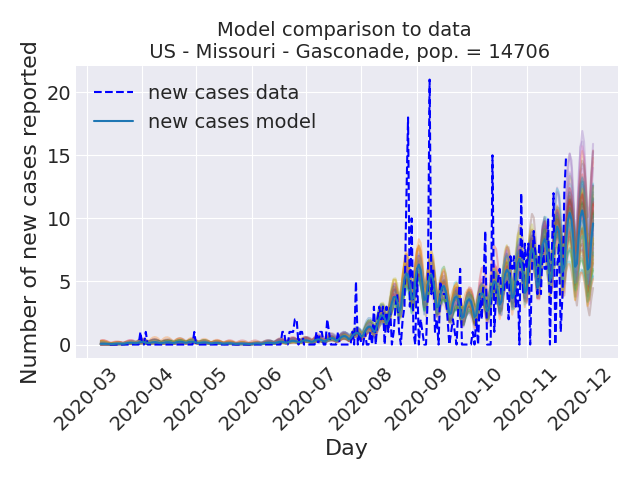 Model comparison to data
US - Missouri - Gasconade, pop. = 14706
Number of new cases reported
20
15
10
5
0
new cases data
new cases model
2020-03
2020-04
2020-05
2020-06
2020-07
2020-08
2020-09
2020-10
2020-11
2020-12
Day